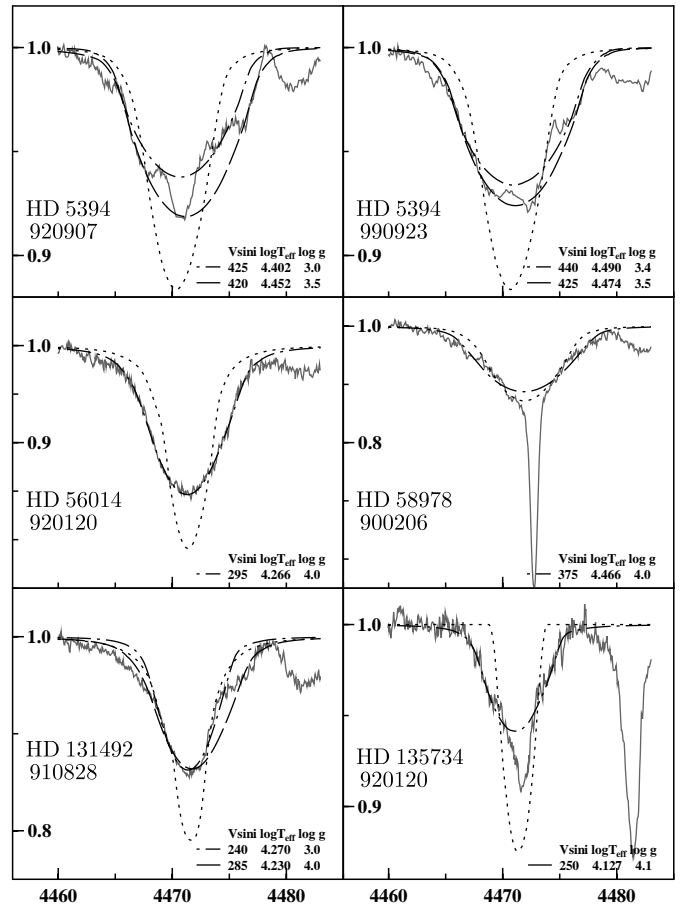 1.0
0.9
HD 5394
920907
Vsini logTeff log g
425 4.402 3.0
420 4.452 3.5
1.0
0.9
HD 5394
990923
Vsini logTeff log g
440 4.490 3.4
425 4.474 3.5
1.0
0.9
HD 56014
920120
Vsini logTeff log g
295 4.266 4.0
1.0
0.8
HD 58978
900206
Vsini logTeff log g
375 4.466 4.0
1.0
0.8
HD 131492
910828
Vsini logTeff log g
240 4.270 3.0
285 4.230 4.0
1.0
0.9
HD 135734
920120
Vsini logTeff log g
250 4.127 4.1
4460 4470 4480
4460 4470 4480